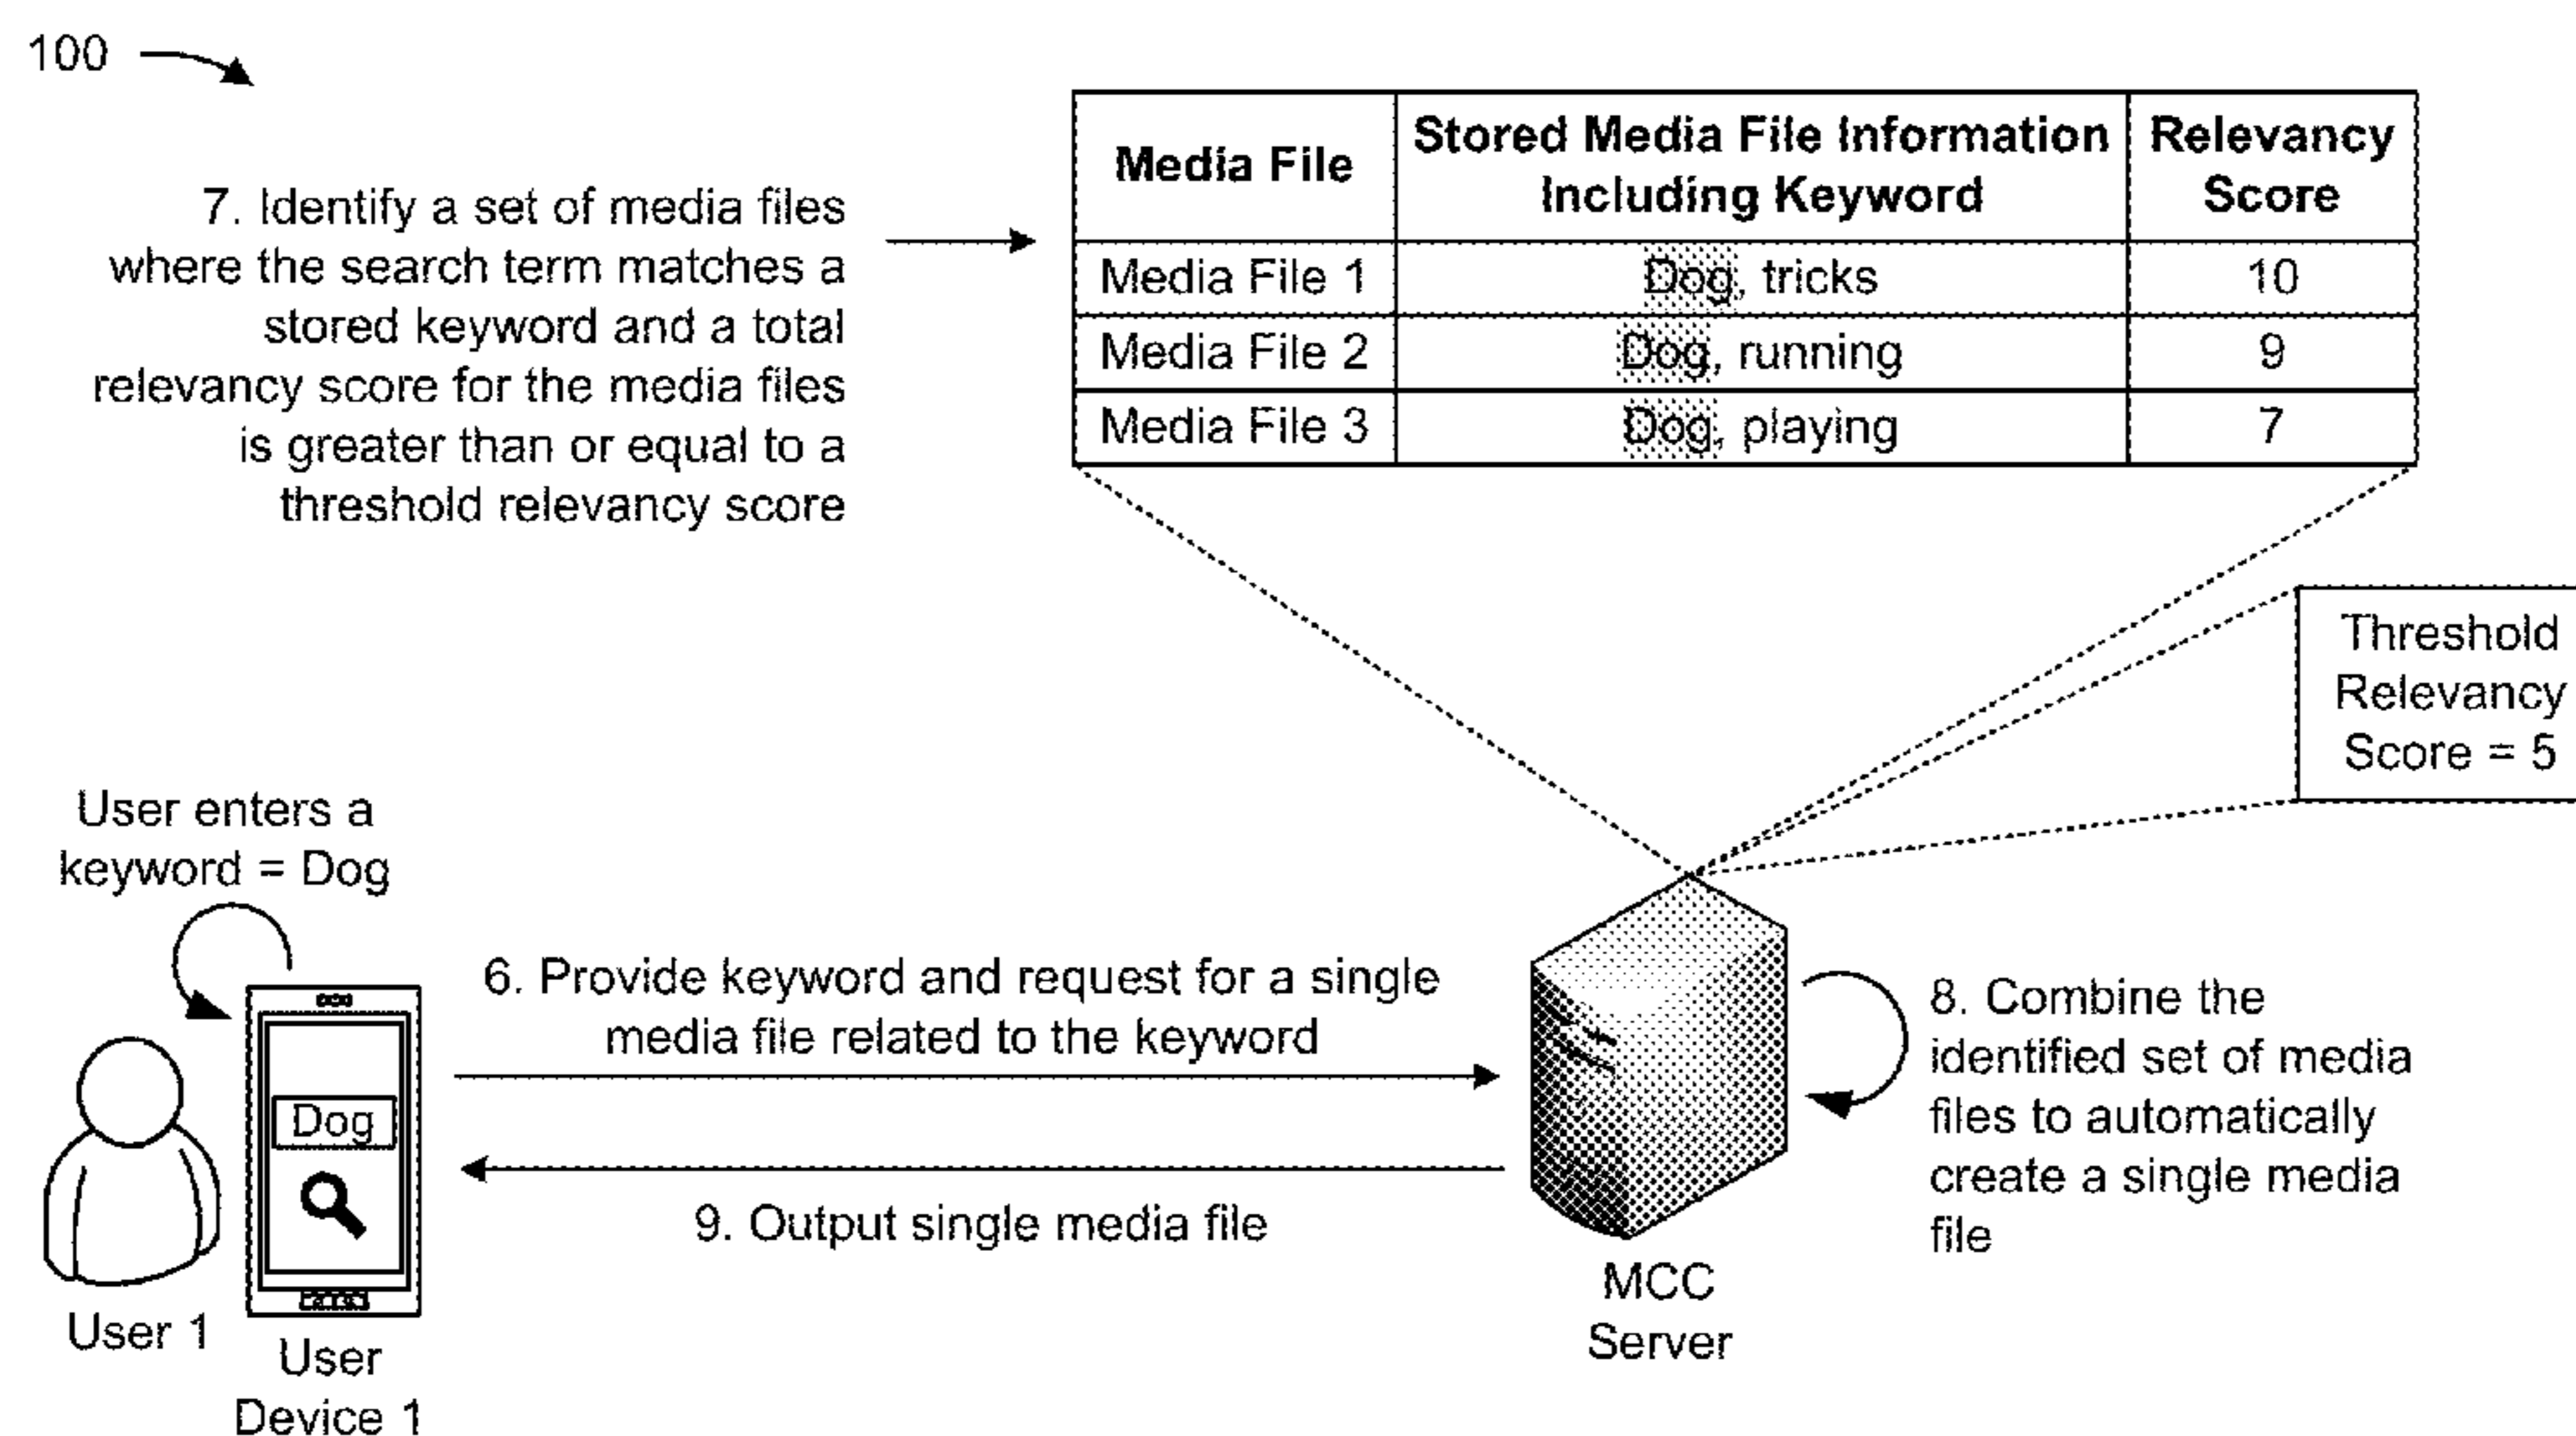 100
7. Identify a set of media files
where the search term matches a
stored keyword and a total
relevancy score for the media files
is greater than or equal to a
threshold relevancy score
Media File
Stored Media File Information
Including Keyword
Relevancy
Score
Media File 1
Dog, tricks
10
Media File 2
Dog, running
9
Media File 3
Dog, playing
7
Threshold
Relevancy
Score = 5
User enters a
keyword = Dog
6. Provide keyword and request for a single
media file related to the keyword
Dog
9. Output single media file
8. Combine the
identified set of media
files to automatically
create a single media
file
MCC
Server
User 1
User
Device 1